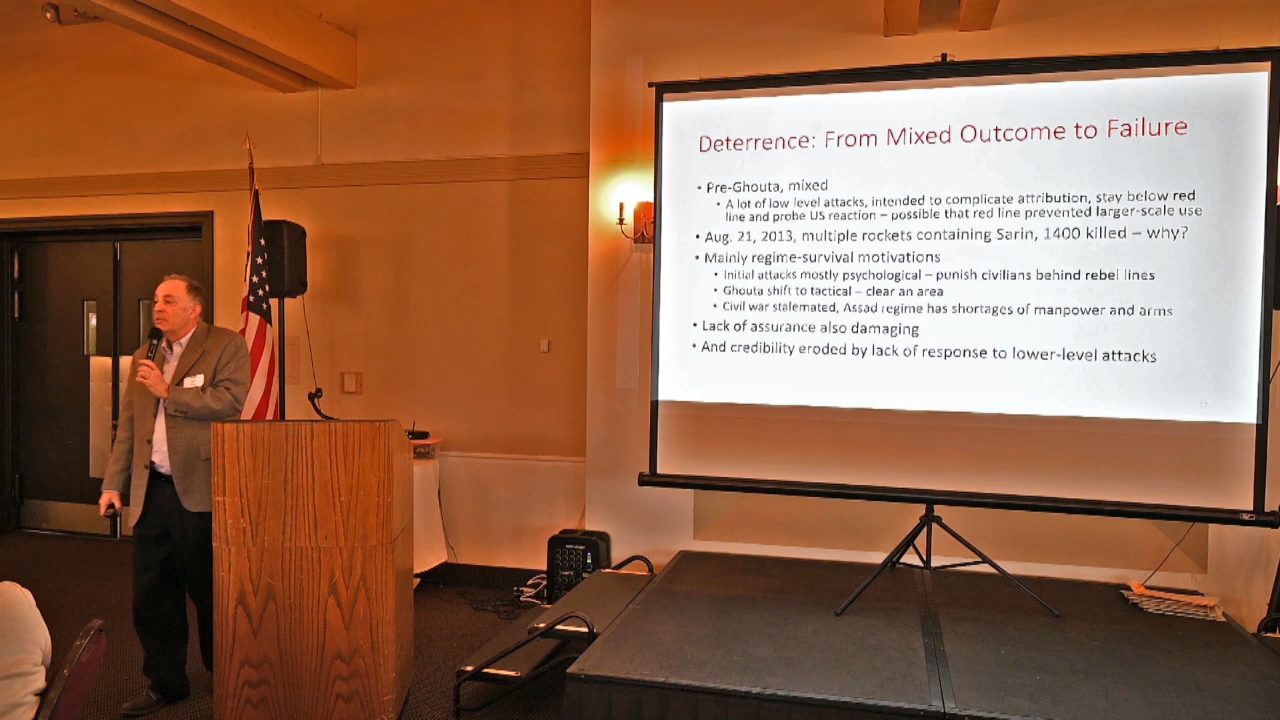 Deterrence: From Mixed Outcome to Failure
• Pre-Ghouta, mixed
• A lot of low level attacks, intended to complicate attribution, stay below red
line and probe US reaction – possible that red line prevented larger-scale use
• Aug. 21, 2013, multiple rockets containing Sarin, 1400 killed – why?
• Mainly regime-survival motivations
• Initial attacks mostly psychological – punish civilians behind rebel lines
• Ghouta shift to tactical – clear an area
• Civil war stalemated, Assad regime has shortages of manpower and arms
• Lack of assurance also damaging
• And credibility eroded by lack of response to lower-level attacks